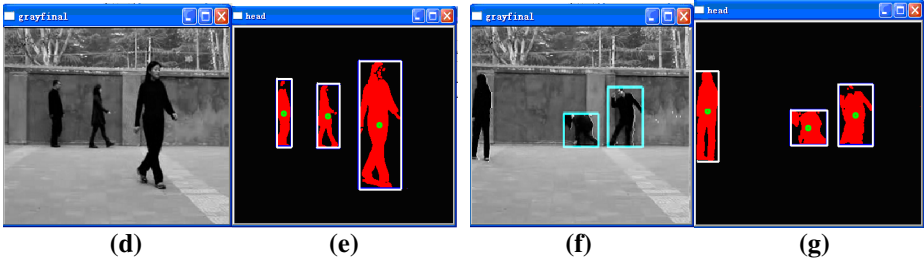 grayfinal
head
grayfinal
head
(d)
(e)
(f)
(g)